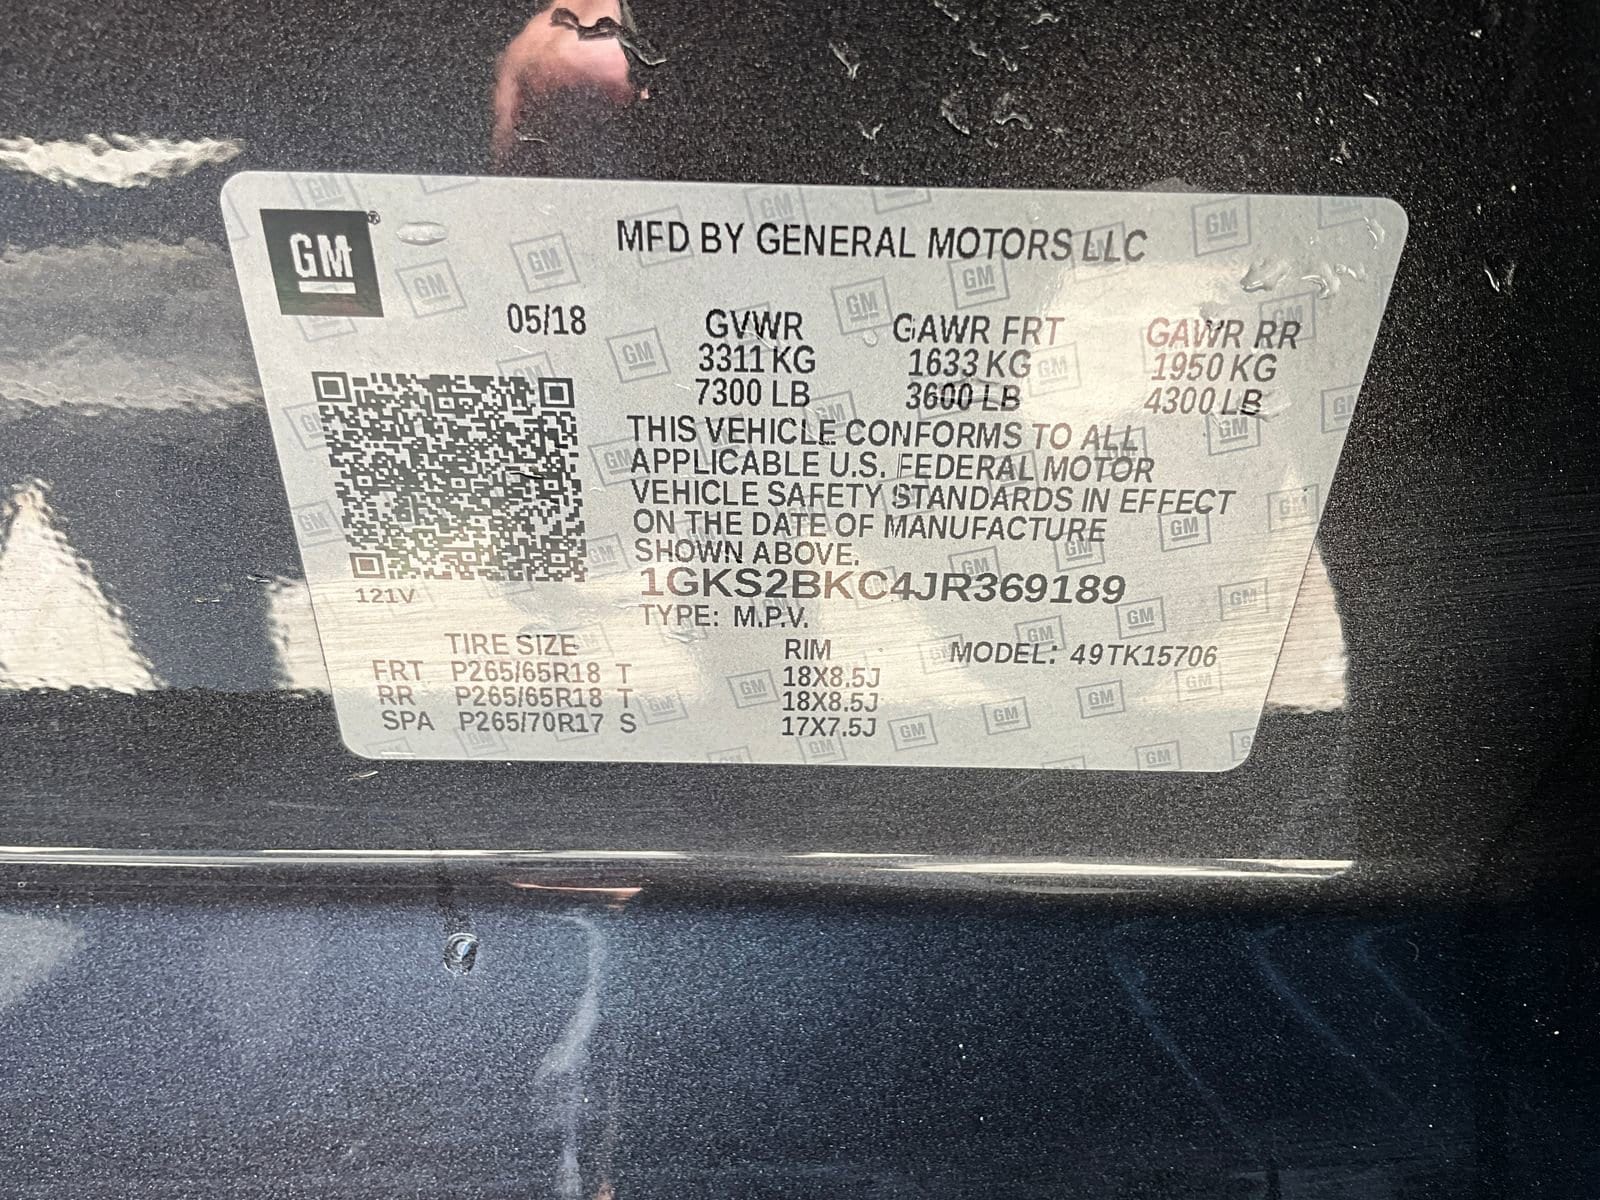 GM®
MFD BY GENERAL MOTORS LLC
05/18
GVWR GAWR FRT GAWR RR
3311 KG 1633 KG 1950 KG
7300 LB 3600 LB 4300 LB
THIS VEHICLE CONFORMS TO ALL
APPLICABLE U.S. FEDERAL MOTOR
VEHICLE SAFETY STANDARDS IN EFFECT
ON THE DATE OF MANUFACTURE
SHOWN ABOVE.
1GKS2BKC4JR369189
121V
TYPE: M.P.V.
TIRE SIZE RIM MODEL: 49TK15706
FRT P265/65R18 T 18X8.5J
RR P265/65R18 T 18X8.5J
SPA P265/70R17 S 17X7.5J